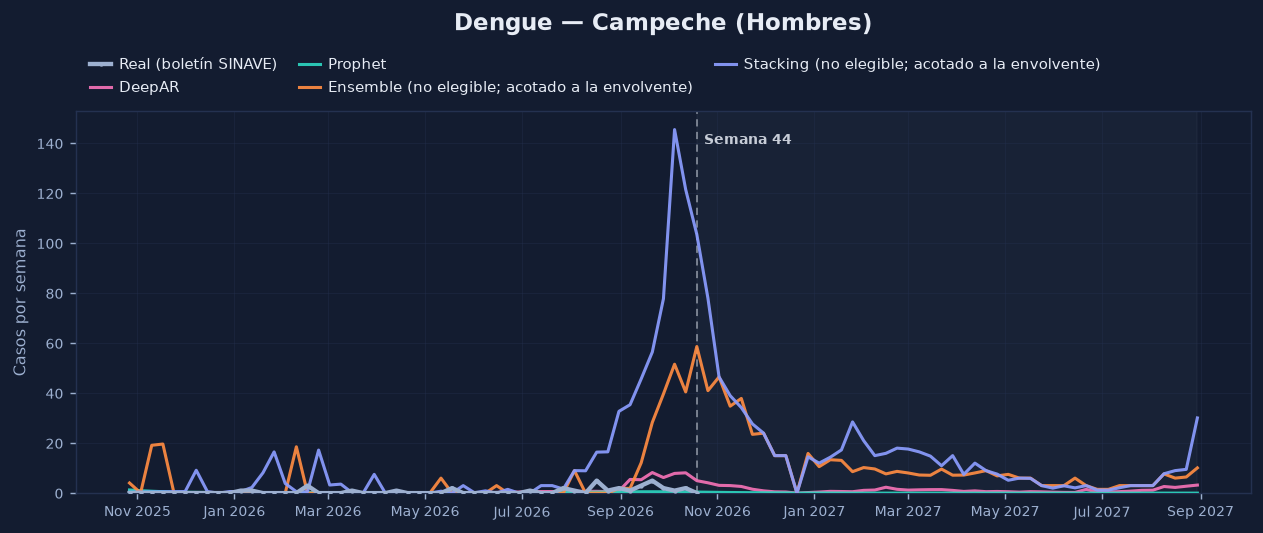 Dengue — Campeche (Hombres)
Real (boletín SINAVE)
Prophet
Stacking (no elegible; acotado a la envolvente)
DeepAR
Ensemble (no elegible; acotado a la envolvente)
Semana 44
Casos por semana
140
120
100
80
60
40
20
0
Nov 2025
Jan 2026
Mar 2026
May 2026
Jul 2026
Sep 2026
Nov 2026
Jan 2027
Mar 2027
May 2027
Jul 2027
Sep 2027